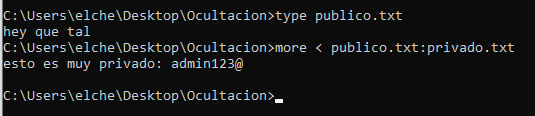 C:\Users\elche\Desktop\Ocultacion>type publico.txt
hey que tal
C:\Users\elche\Desktop\Ocultacion>more < publico.txt:privado.txt
esto es muy privado: admin123@
C:\Users\elche\Desktop\Ocultacion>